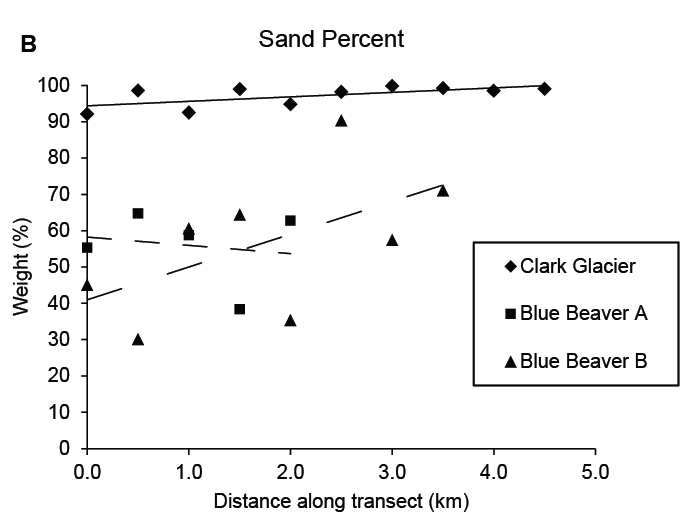 B
Sand Percent
100
90
80
70
60
50
40
30
20
10
0
Weight (%)
0.0 1.0 2.0 3.0 4.0 5.0
Distance along transect (km)
Clark Glacier
Blue Beaver A
Blue Beaver B